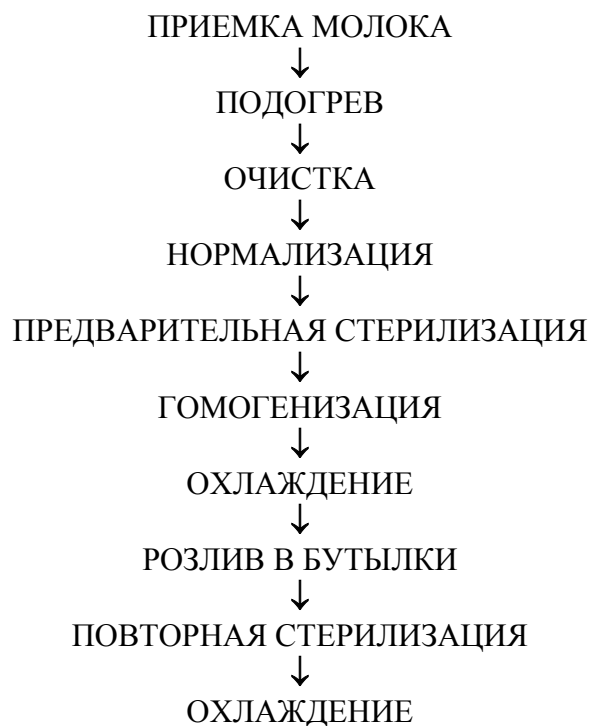 ПРИЕМКА МОЛОКА
↓
ПОДОГРЕВ
↓
ОЧИСТКА
↓
НОРМАЛИЗАЦИЯ
↓
ПРЕДВАРИТЕЛЬНАЯ СТЕРИЛИЗАЦИЯ
↓
ГОМОГЕНИЗАЦИЯ
↓
ОХЛАЖДЕНИЕ
↓
РОЗЛИВ В БУТЫЛКИ
↓
ПОВТОРНАЯ СТЕРИЛИЗАЦИЯ
↓
ОХЛАЖДЕНИЕ